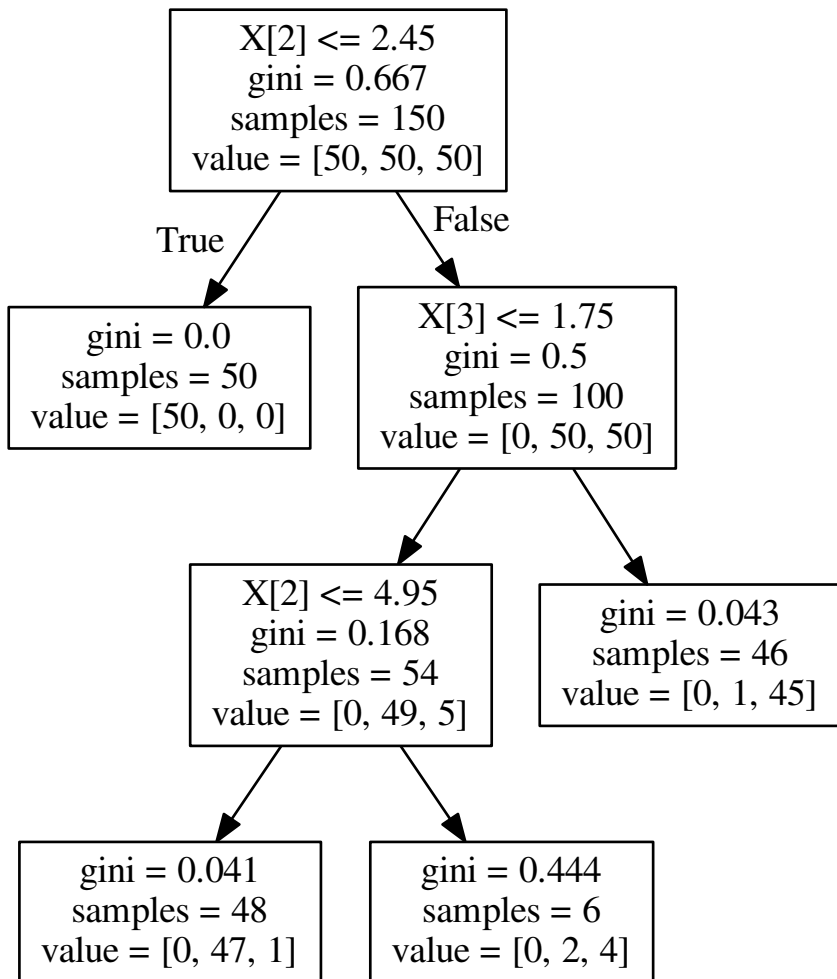 X[2] <= 2.45
gini = 0.667
samples = 150
value = [50, 50, 50]
True
False
gini = 0.0
samples = 50
value = [50, 0, 0]
X[3] <= 1.75
gini = 0.5
samples = 100
value = [0, 50, 50]
X[2] <= 4.95
gini = 0.168
samples = 54
value = [0, 49, 5]
gini = 0.043
samples = 46
value = [0, 1, 45]
gini = 0.041
samples = 48
value = [0, 47, 1]
gini = 0.444
samples = 6
value = [0, 2, 4]